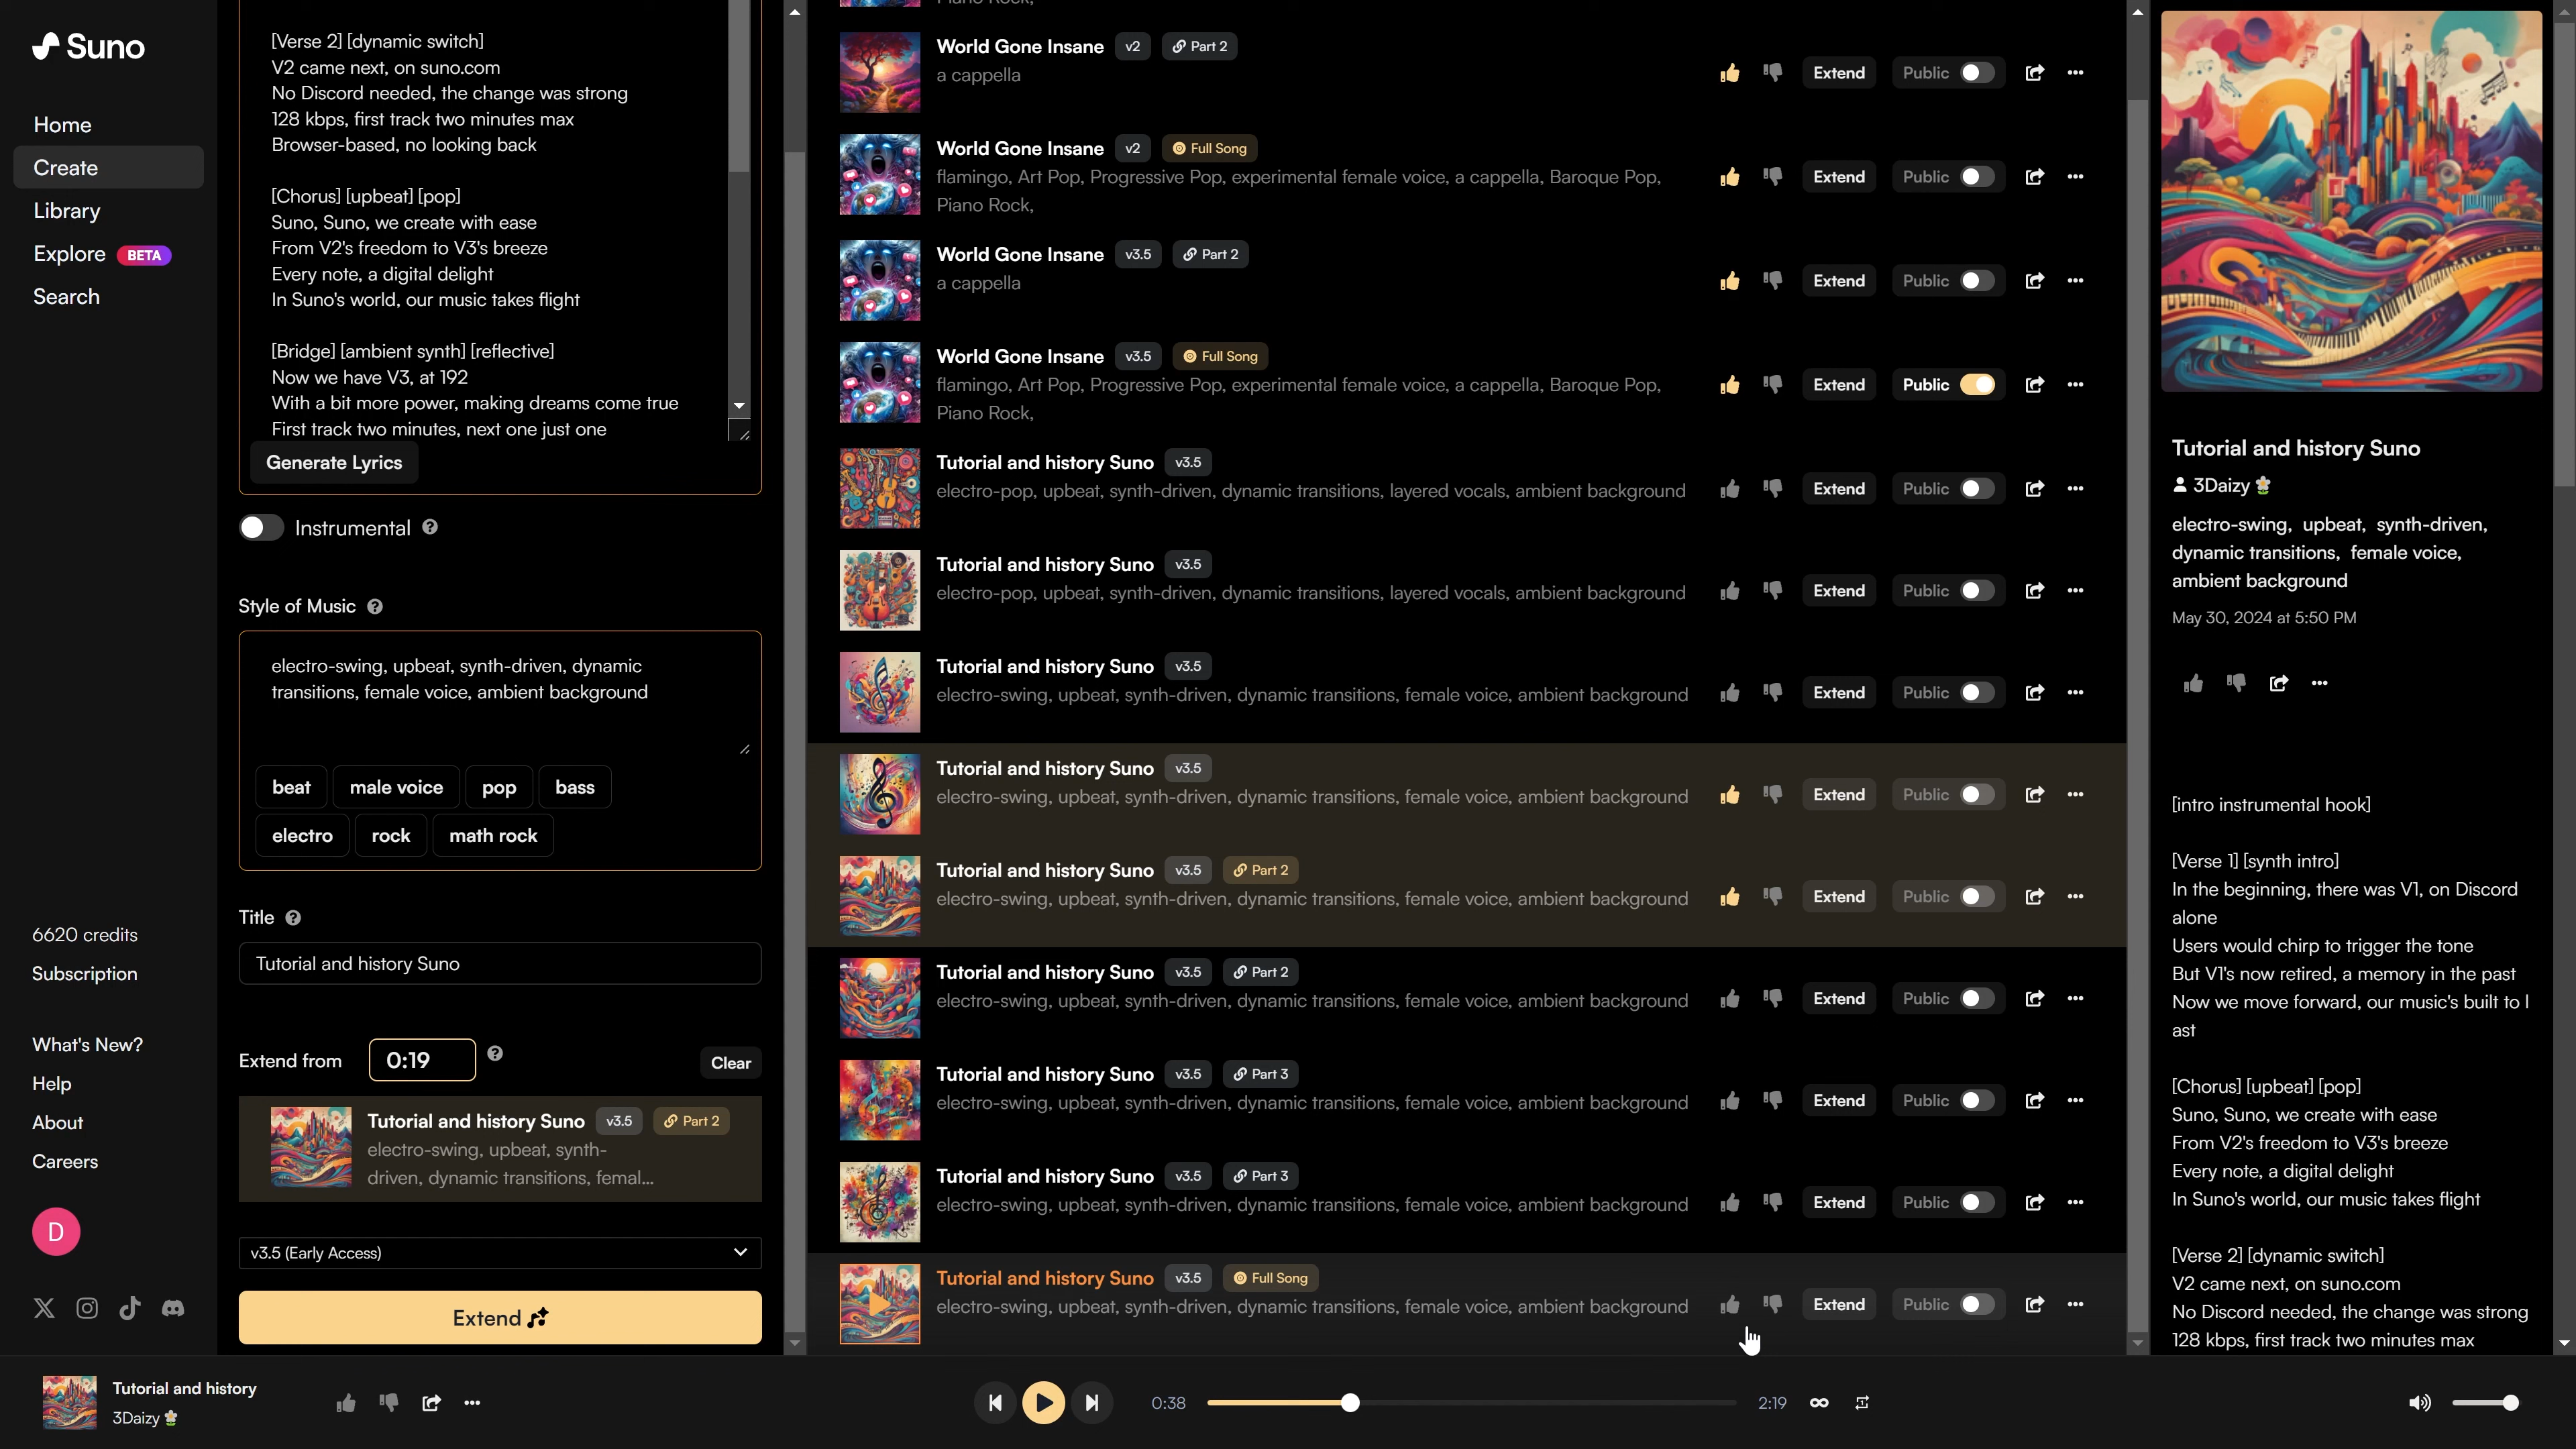 Suno
Home
Create
Library
Explore BETA
Search
6620 credits
Subscription
What's New?
Help
About
Careers
D
[Verse 2] [dynamic switch]
V2 came next, on suno.com
No Discord needed, the change was strong
128 kbps, first track two minutes max
Browser-based, no looking back
[Chorus] [upbeat] [pop]
Suno, Suno, we create with ease
From V2's freedom to V3's breeze
Every note, a digital delight
In Suno's world, our music takes flight
[Bridge] [ambient synth] [reflective]
Now we have V3, at 192
With a bit more power, making dreams come true
First track two minutes, next one just one
Generate Lyrics
Instrumental ?
Style of Music ?
electro-swing, upbeat, synth-driven, dynamic
transitions, female voice, ambient background
beat male voice pop bass
electro rock math rock
Title ?
Tutorial and history Suno
Extend from 0:19 ? Clear
Tutorial and history Suno v3.5 Part 2
electro-swing, upbeat, synth-
driven, dynamic transitions, femal...
v3.5 (Early Access)
Extend
Piano Rock,
World Gone Insane v2 Part 2
a cappella
Extend Public
World Gone Insane v2 Full Song
flamingo, Art Pop, Progressive Pop, experimental female voice, a cappella, Baroque Pop,
Piano Rock,
Extend Public
World Gone Insane v3.5 Part 2
a cappella
Extend Public
World Gone Insane v3.5 Full Song
flamingo, Art Pop, Progressive Pop, experimental female voice, a cappella, Baroque Pop,
Piano Rock,
Extend Public
Tutorial and history Suno v3.5
electro-pop, upbeat, synth-driven, dynamic transitions, layered vocals, ambient background
Extend Public
Tutorial and history Suno v3.5
electro-pop, upbeat, synth-driven, dynamic transitions, layered vocals, ambient background
Extend Public
Tutorial and history Suno v3.5
electro-swing, upbeat, synth-driven, dynamic transitions, female voice, ambient background
Extend Public
Tutorial and history Suno v3.5
electro-swing, upbeat, synth-driven, dynamic transitions, female voice, ambient background
Extend Public
Tutorial and history Suno v3.5 Part 2
electro-swing, upbeat, synth-driven, dynamic transitions, female voice, ambient background
Extend Public
Tutorial and history Suno v3.5 Part 2
electro-swing, upbeat, synth-driven, dynamic transitions, female voice, ambient background
Extend Public
Tutorial and history Suno v3.5 Part 3
electro-swing, upbeat, synth-driven, dynamic transitions, female voice, ambient background
Extend Public
Tutorial and history Suno v3.5 Part 3
electro-swing, upbeat, synth-driven, dynamic transitions, female voice, ambient background
Extend Public
Tutorial and history Suno v3.5 Full Song
electro-swing, upbeat, synth-driven, dynamic transitions, female voice, ambient background
Extend Public
Tutorial and history Suno
3Daizy
electro-swing, upbeat, synth-driven,
dynamic transitions, female voice,
ambient background
May 30, 2024 at 5:50 PM
[intro instrumental hook]
[Verse 1] [synth intro]
In the beginning, there was V1, on Discord
alone
Users would chirp to trigger the tone
But V1's now retired, a memory in the past
Now we move forward, our music's built to l
ast
[Chorus] [upbeat] [pop]
Suno, Suno, we create with ease
From V2's freedom to V3's breeze
Every note, a digital delight
In Suno's world, our music takes flight
[Verse 2] [dynamic switch]
V2 came next, on suno.com
No Discord needed, the change was strong
128 kbps, first track two minutes max
Tutorial and history
3Daizy
0:38 2:19